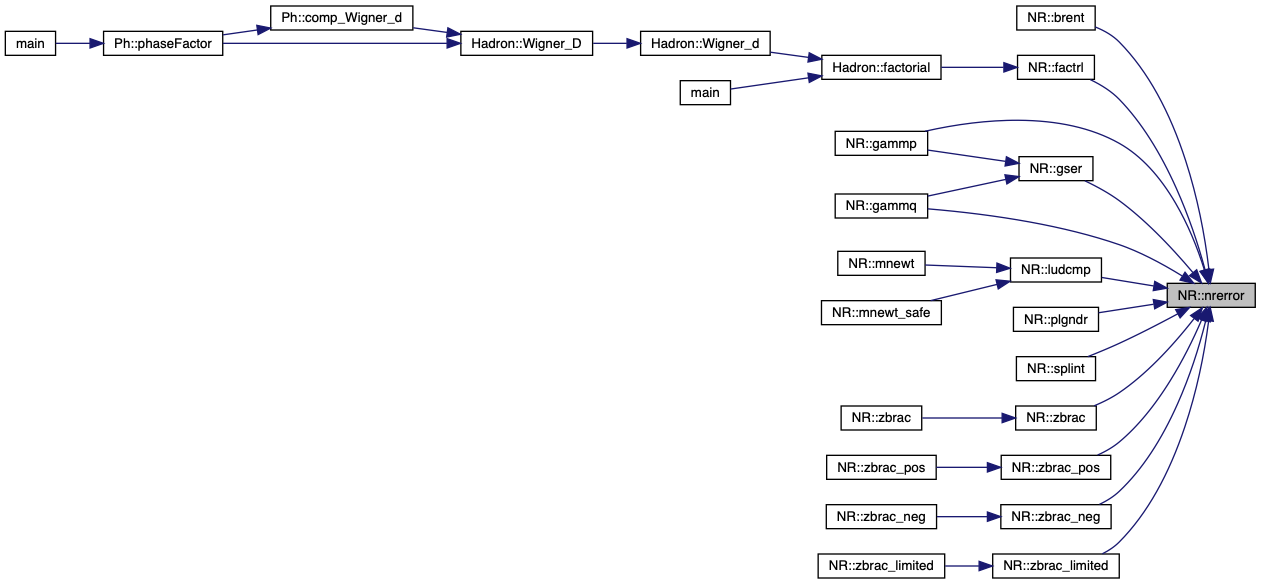 main
Ph::phaseFactor
Ph::comp_Wigner_d
Hadron::Wigner_D
Hadron::Wigner_d
main
Hadron::factorial
NR::brent
NR::factrl
NR::gammp
NR::gser
NR::gammq
NR::mnewt
NR::ludcmp
NR::mnewt_safe
NR::nrerror
NR::plgndr
NR::splint
NR::zbrac
NR::zbrac
NR::zbrac_pos
NR::zbrac_pos
NR::zbrac_neg
NR::zbrac_neg
NR::zbrac_limited
NR::zbrac_limited